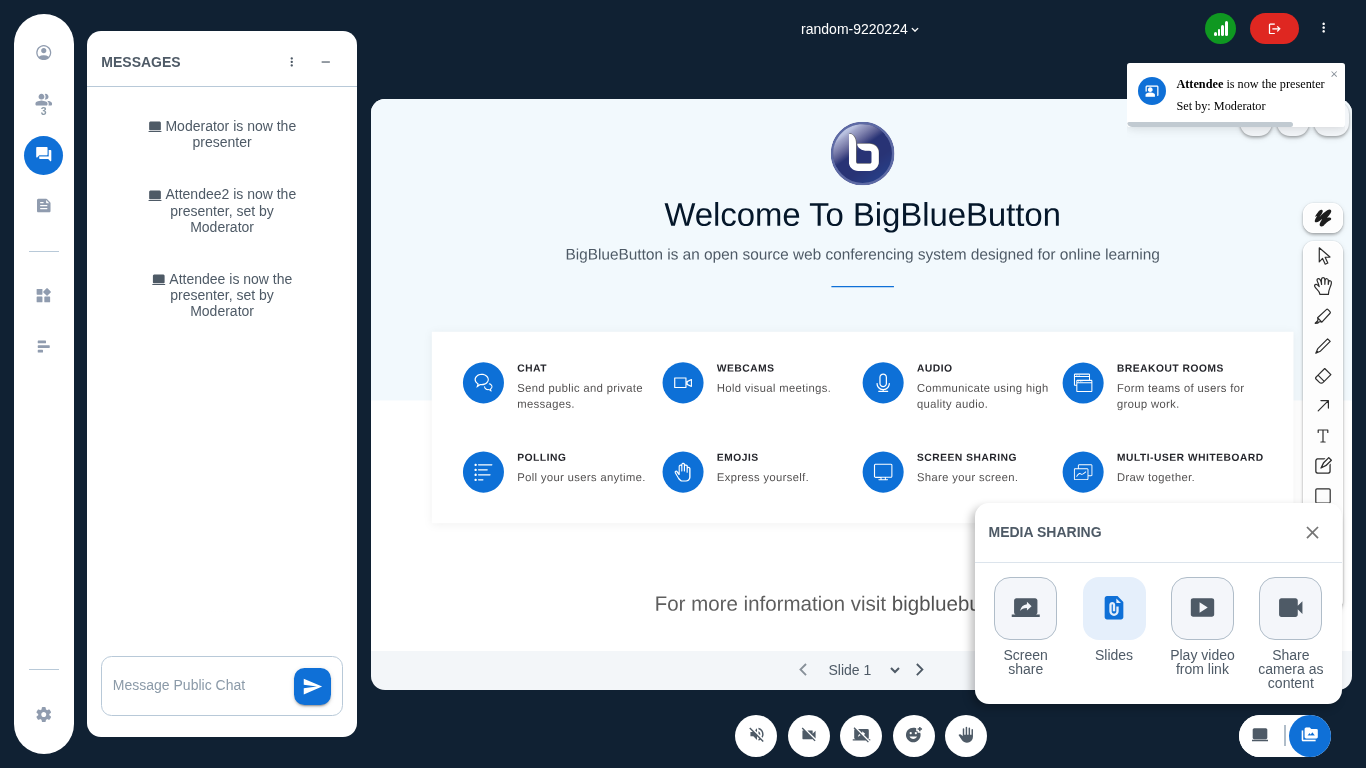 random-9220224
3
MESSAGES
Moderator is now the
presenter
Attendee2 is now the
presenter, set by
Moderator
Attendee is now the
presenter, set by
Moderator
Message Public Chat
Attendee is now the presenter
Set by: Moderator
Welcome To BigBlueButton
BigBlueButton is an open source web conferencing system designed for online learning
CHAT
Send public and private
messages.
WEBCAMS
Hold visual meetings.
AUDIO
Communicate using high
quality audio.
BREAKOUT ROOMS
Form teams of users for
group work.
POLLING
Poll your users anytime.
EMOJIS
Express yourself.
SCREEN SHARING
Share your screen.
MULTI-USER WHITEBOARD
Draw together.
For more information visit
Slide 1
MEDIA SHARING
Screen
share
Slides
Play video
from link
Share
camera as
content